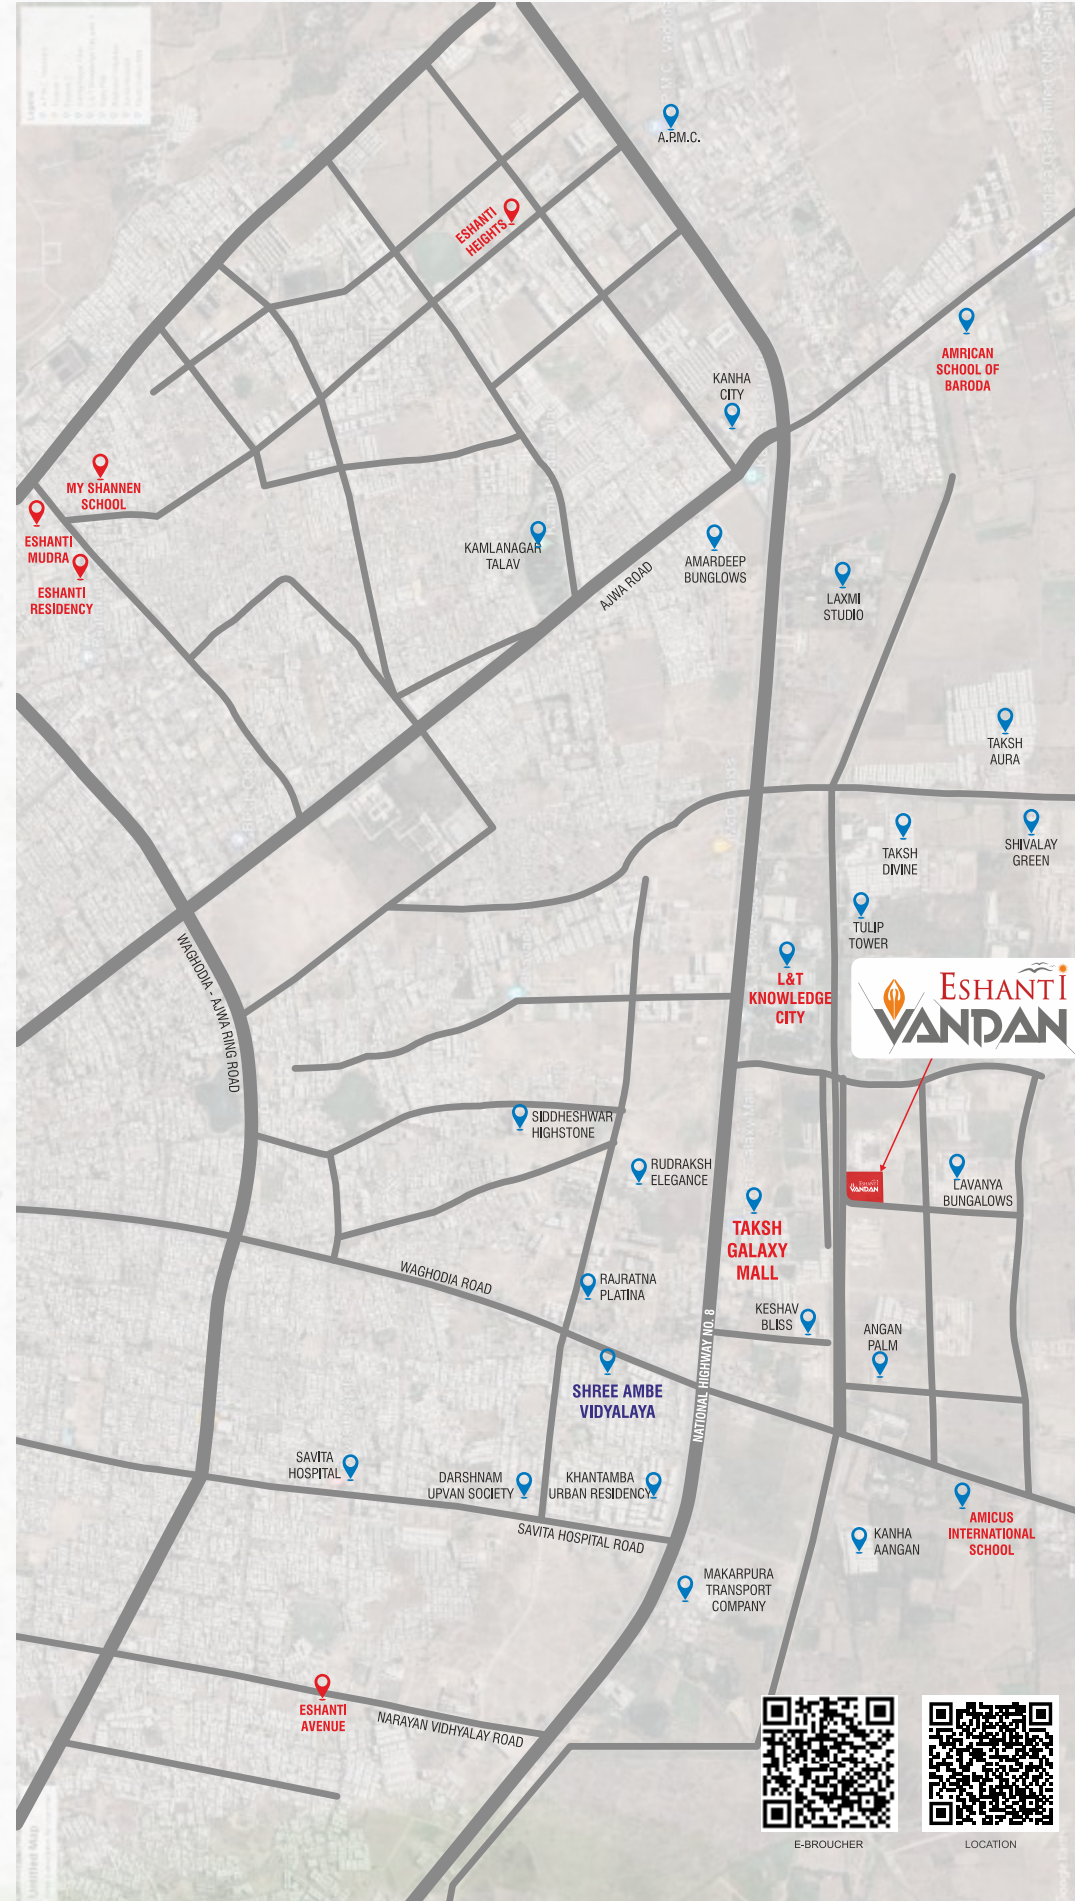 A.P.M.C.
ESHANTI
HEIGHTS
AMRICAN
SCHOOL OF
BARODA
KANHA
CITY
MY SHANNEN
SCHOOL
ESHANTI
MUDRA
ESHANTI
RESIDENCY
KAMLANAGAR
TALAV
AMARDEEP
BUNGLOWS
AJWA ROAD
LAXMI
STUDIO
TAKSH
AURA
TAKSH
DIVINE
SHIVALAY
GREEN
TULIP
TOWER
WAGHODIA - AJWA RING ROAD
L&T
KNOWLEDGE
CITY
ESHANTI
VANDAN
SIDDHESHWAR
HIGHSTONE
RUDRAKSH
ELEGANCE
ESHANTI
VANDAN
LAVANYA
BUNGALOWS
TAKSH
GALAXY
MALL
WAGHODIA ROAD
RAJRATNA
PLATINA
KESHAV
BLISS
NATIONAL HIGHWAY NO. 8
ANGAN
PALM
SHREE AMBE
VIDYALAYA
SAVITA
HOSPITAL
DARSHNAM
UPVAN SOCIETY
KHANTAMBA
URBAN RESIDENCY
SAVITA HOSPITAL ROAD
AMICUS
INTERNATIONAL
SCHOOL
KANHA
AANGAN
MAKARPURA
TRANSPORT
COMPANY
ESHANTI
AVENUE
NARAYAN VIDHYALAY ROAD
E-BROUCHER
LOCATION
Untitled Map